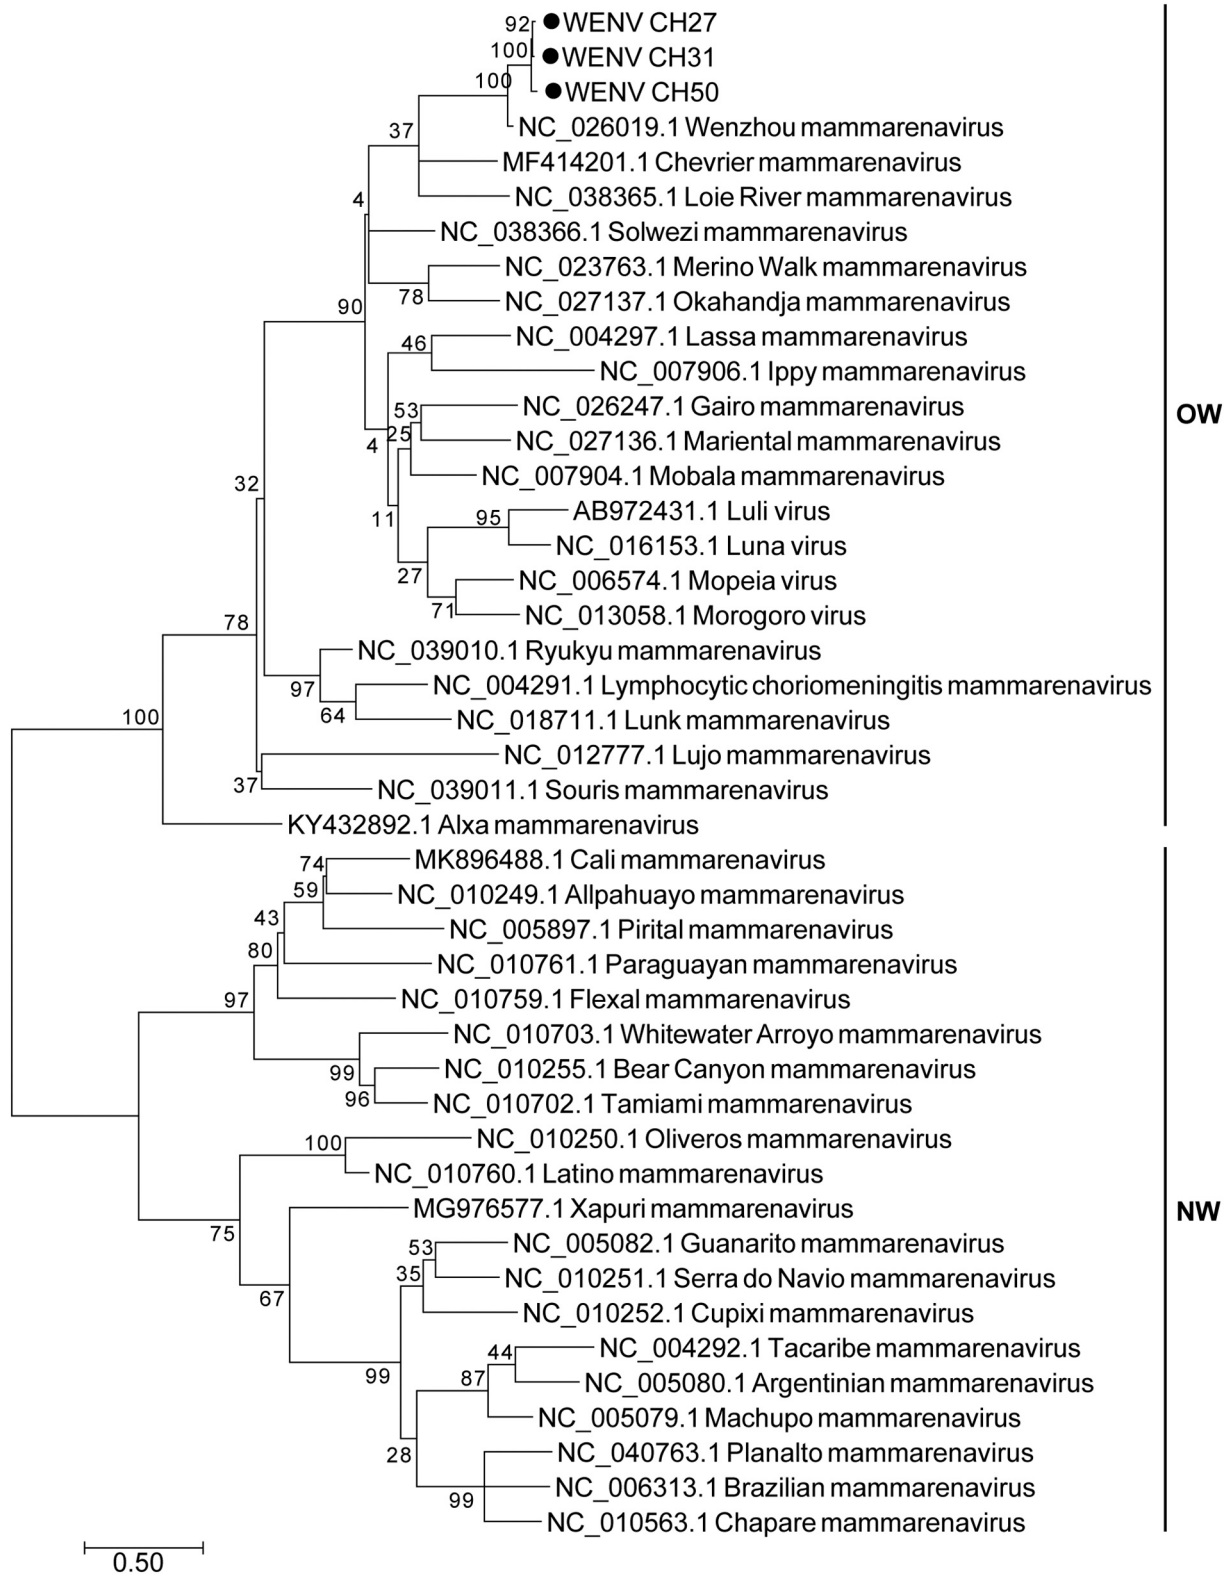 92 ●WENV CH27
100 ●WENV CH31
100 ●WENV CH50
NC_026019.1 Wenzhou mammarenavirus
37
MF414201.1 Chevrier mammarenavirus
NC_038365.1 Loie River mammarenavirus
4
NC_038366.1 Solwezi mammarenavirus
NC_023763.1 Merino Walk mammarenavirus
78
NC_027137.1 Okahandja mammarenavirus
90
NC_004297.1 Lassa mammarenavirus
46
NC_007906.1 Ippy mammarenavirus
53
NC_026247.1 Gairo mammarenavirus
OW
4 25
NC_027136.1 Mariental mammarenavirus
NC_007904.1 Mobala mammarenavirus
32
AB972431.1 Luli virus
11
95
NC_016153.1 Luna virus
27
NC_006574.1 Mopeia virus
71
NC_013058.1 Morogoro virus
78
NC_039010.1 Ryukyu mammarenavirus
97
NC_004291.1 Lymphocytic choriomeningitis mammarenavirus
64
NC_018711.1 Lunk mammarenavirus
100
NC_012777.1 Lujo mammarenavirus
37
NC_039011.1 Souris mammarenavirus
KY432892.1 Alxa mammarenavirus
74
MK896488.1 Cali mammarenavirus
59
NC_010249.1 Allpahuayo mammarenavirus
43
NC_005897.1 Pirital mammarenavirus
80
NC_010761.1 Paraguayan mammarenavirus
97
NC_010759.1 Flexal mammarenavirus
NC_010703.1 Whitewater Arroyo mammarenavirus
99
NC_010255.1 Bear Canyon mammarenavirus
96
NC_010702.1 Tamiami mammarenavirus
100
NC_010250.1 Oliveros mammarenavirus
NC_010760.1 Latino mammarenavirus
75
MG976577.1 Xapuri mammarenavirus
NW
53
NC_005082.1 Guanarito mammarenavirus
35
NC_010251.1 Serra do Navio mammarenavirus
67
NC_010252.1 Cupixi mammarenavirus
44
NC_004292.1 Tacaribe mammarenavirus
99
87
NC_005080.1 Argentinian mammarenavirus
NC_005079.1 Machupo mammarenavirus
28
NC_040763.1 Planalto mammarenavirus
99
NC_006313.1 Brazilian mammarenavirus
NC_010563.1 Chapare mammarenavirus
0.50